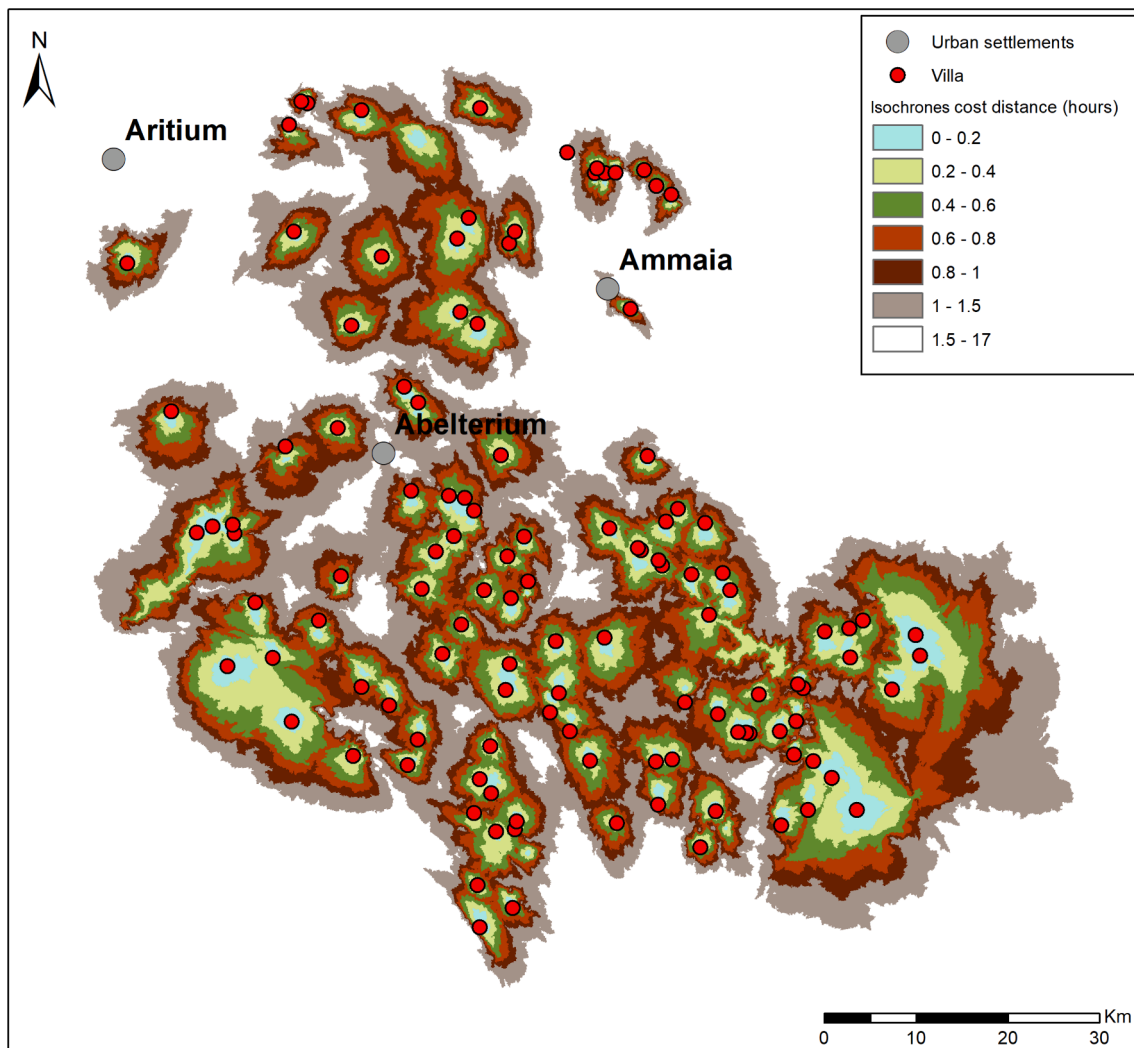 N
Aritium
Ammaia
Abelterium
Urban settlements
Villa
Isochrones cost distance (hours)
0 - 0.2
0.2 - 0.4
0.4 - 0.6
0.6 - 0.8
0.8 - 1
1 - 1.5
1.5 - 17
Km
0 10 20 30